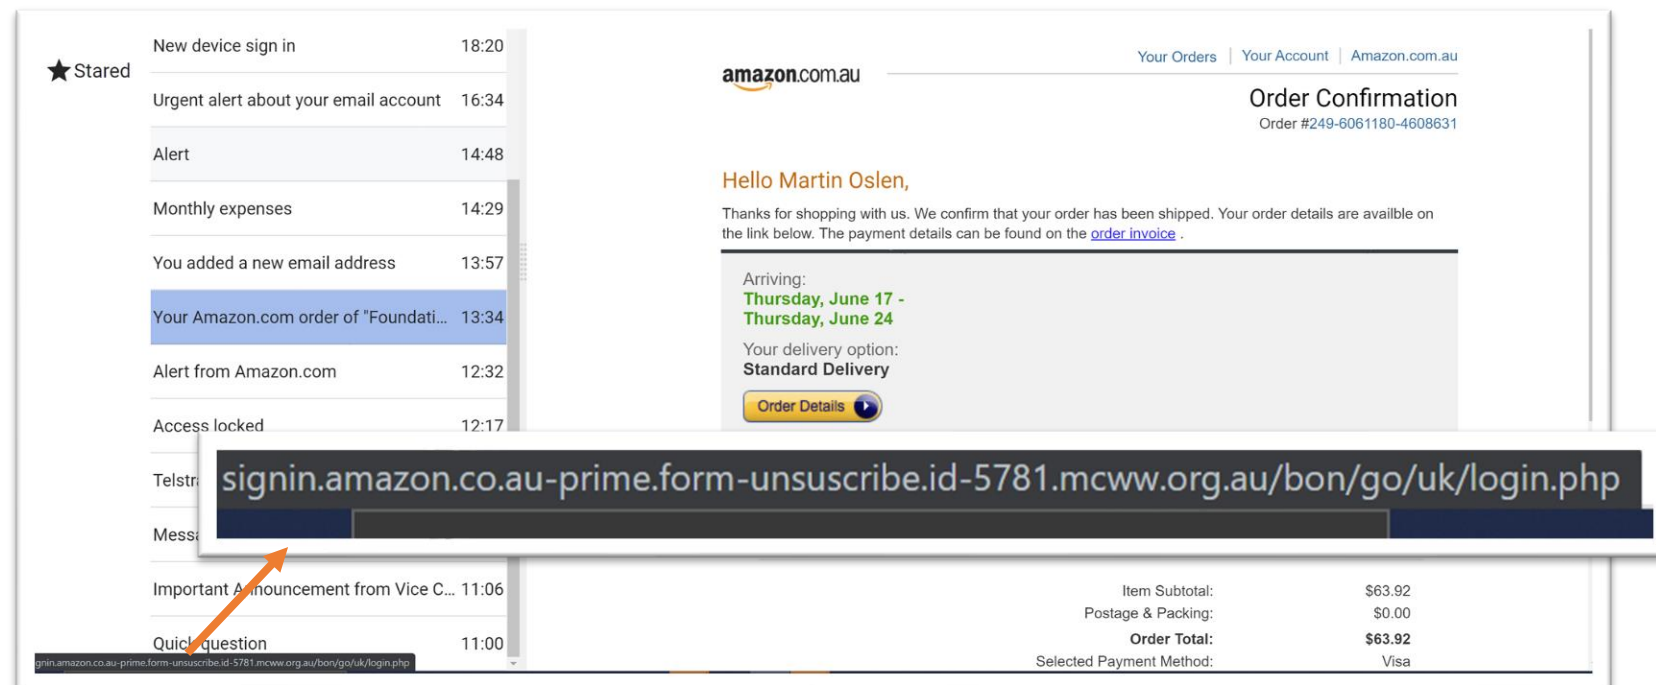 Stared
New device sign in 18:20
Urgent alert about your email account 16:34
Alert 14:48
Monthly expenses 14:29
You added a new email address 13:57
Your Amazon.com order of "Foundati... 13:34
Alert from Amazon.com 12:32
Access locked 12:17
Telstr
Messa
Important Announcement from Vice C... 11:06
Quick question 11:00
gnin.amazon.co.au-prime.form-unsuscribe.id-5781.mcww.org.au/bon/go/uk/login.php
amazon.com.au
Your Orders | Your Account | Amazon.com.au
Order Confirmation
Order #249-6061180-4608631
Hello Martin Oslen,
Thanks for shopping with us. We confirm that your order has been shipped. Your order details are availble on
the link below. The payment details can be found on the order invoice .
Arriving:
Thursday, June 17 -
Thursday, June 24
Your delivery option:
Standard Delivery
Order Details
signin.amazon.co.au-prime.form-unsuscribe.id-5781.mcww.org.au/bon/go/uk/login.php
Item Subtotal: $63.92
Postage & Packing: $0.00
Order Total: $63.92
Selected Payment Method: Visa